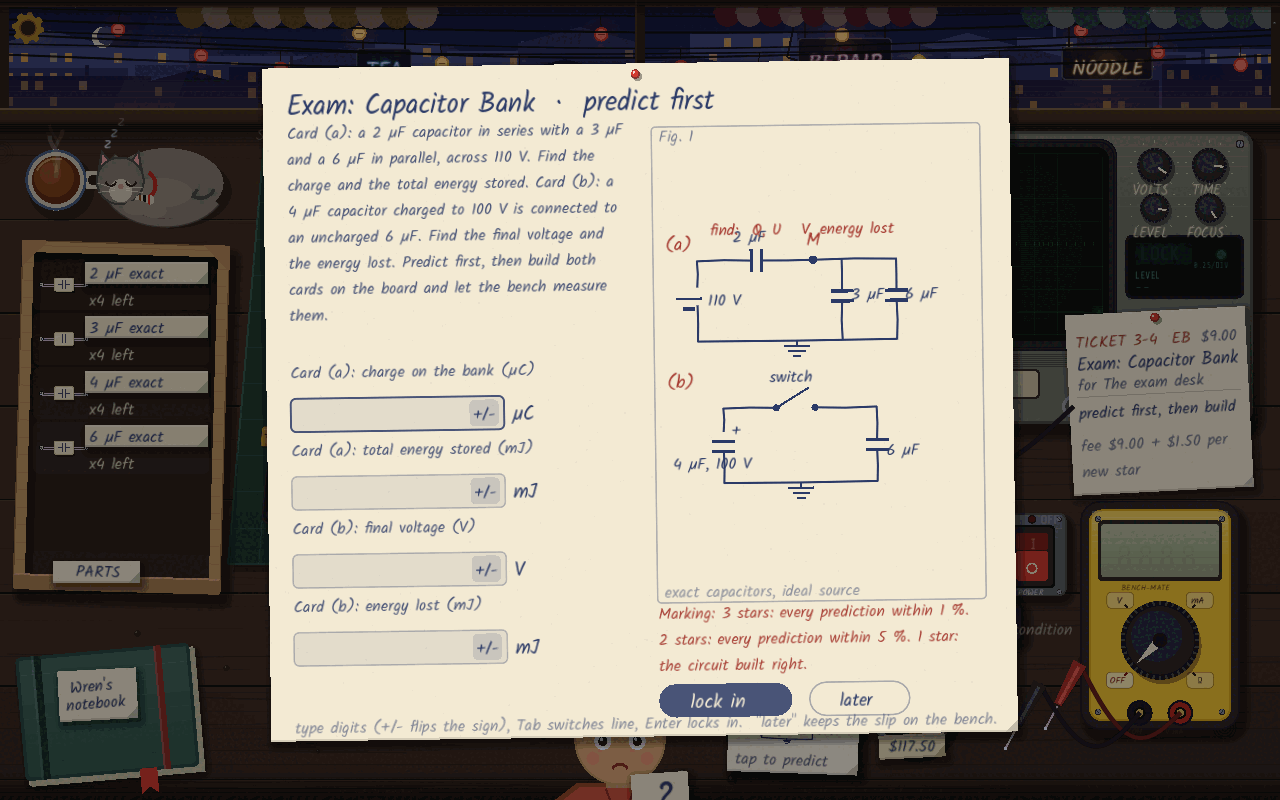 TEA
REPAIR
NOODLE
Exam: Capacitor Bank · predict first
Card (a): a 2 µF capacitor in series with a 3 µF
and a 6 µF in parallel, across 110 V. Find the
charge and the total energy stored. Card (b): a
4 µF capacitor charged to 100 V is connected to
an uncharged 6 µF. Find the final voltage and
the energy lost. Predict first, then build both
cards on the board and let the bench measure
them.
Card (a): charge on the bank (µC)
+/- µC
Card (a): total energy stored (mJ)
+/- mJ
Card (b): final voltage (V)
+/- V
Card (b): energy lost (mJ)
+/- mJ
Fig. 1
find: Q U V energy lost
(a)
2 µF
M
110 V
3 µF
6 µF
(b)
switch
+
4 µF, 100 V
6 µF
exact capacitors, ideal source
Marking: 3 stars: every prediction within 1 %.
2 stars: every prediction within 5 %. 1 star:
the circuit built right.
lock in
later
type digits (+/- flips the sign), Tab switches line, Enter locks in. "later" keeps the slip on the bench.
z
z
z
2 µF exact
x4 left
3 µF exact
x4 left
4 µF exact
x4 left
6 µF exact
x4 left
PARTS
Wren's
notebook
VOLTS
TIME
LEVEL
FOCUS
LOCK
LEVEL
TICKET 3-4 EB $9.00
Exam: Capacitor Bank
for The exam desk
predict first, then build
fee $9.00 + $1.50 per
new star
OFF
POWER
ondition
BENCH-MATE
V
mA
OFF
Ω
tap to predict
$117.50
?